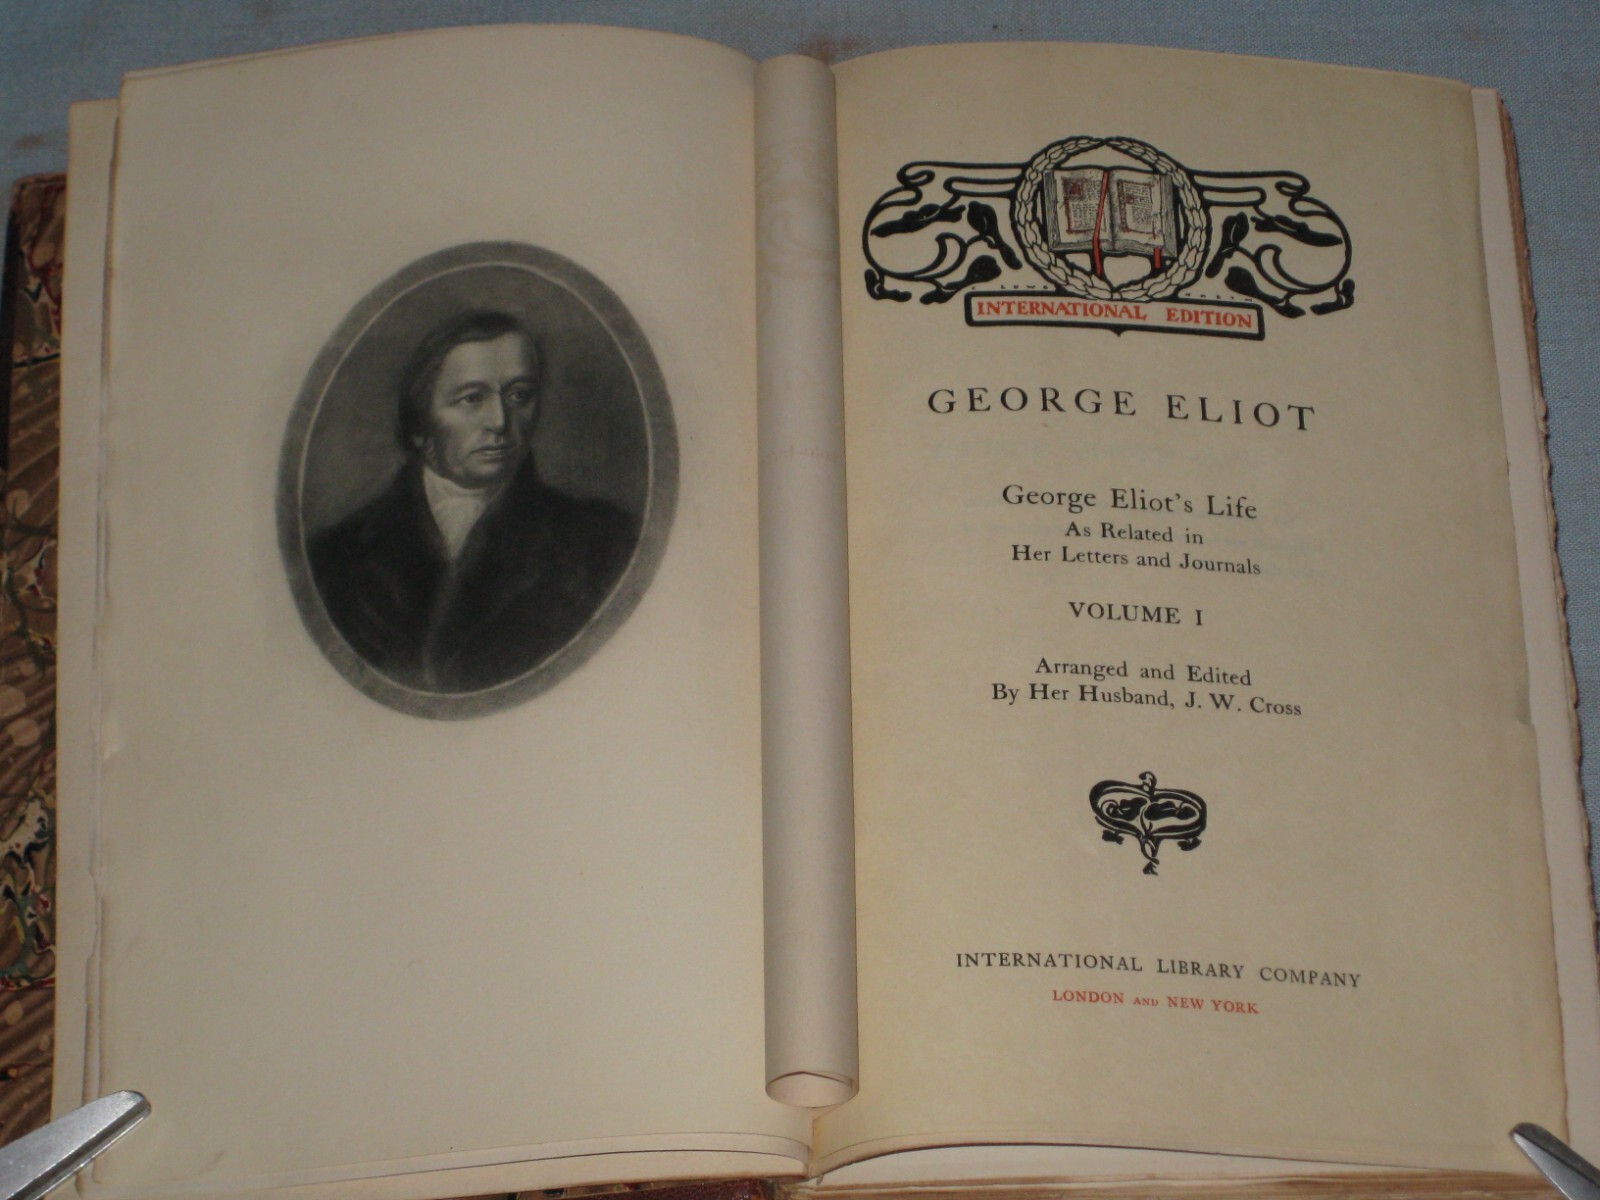 INTERNATIONAL EDITION
GEORGE ELIOT
George Eliot's Life
As Related in
Her Letters and Journals
VOLUME I
Arranged and Edited
By Her Husband, J. W. Cross
INTERNATIONAL LIBRARY COMPANY
LONDON AND NEW YORK